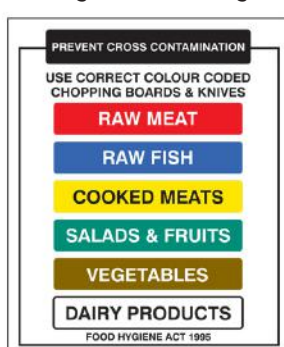 PREVENT CROSS CONTAMINATION
USE CORRECT COLOUR CODED
CHOPPING BOARDS & KNIVES
RAW MEAT
RAW FISH
COOKED MEATS
SALADS & FRUITS
VEGETABLES
DAIRY PRODUCTS
FOOD HYGIENE ACT 1995